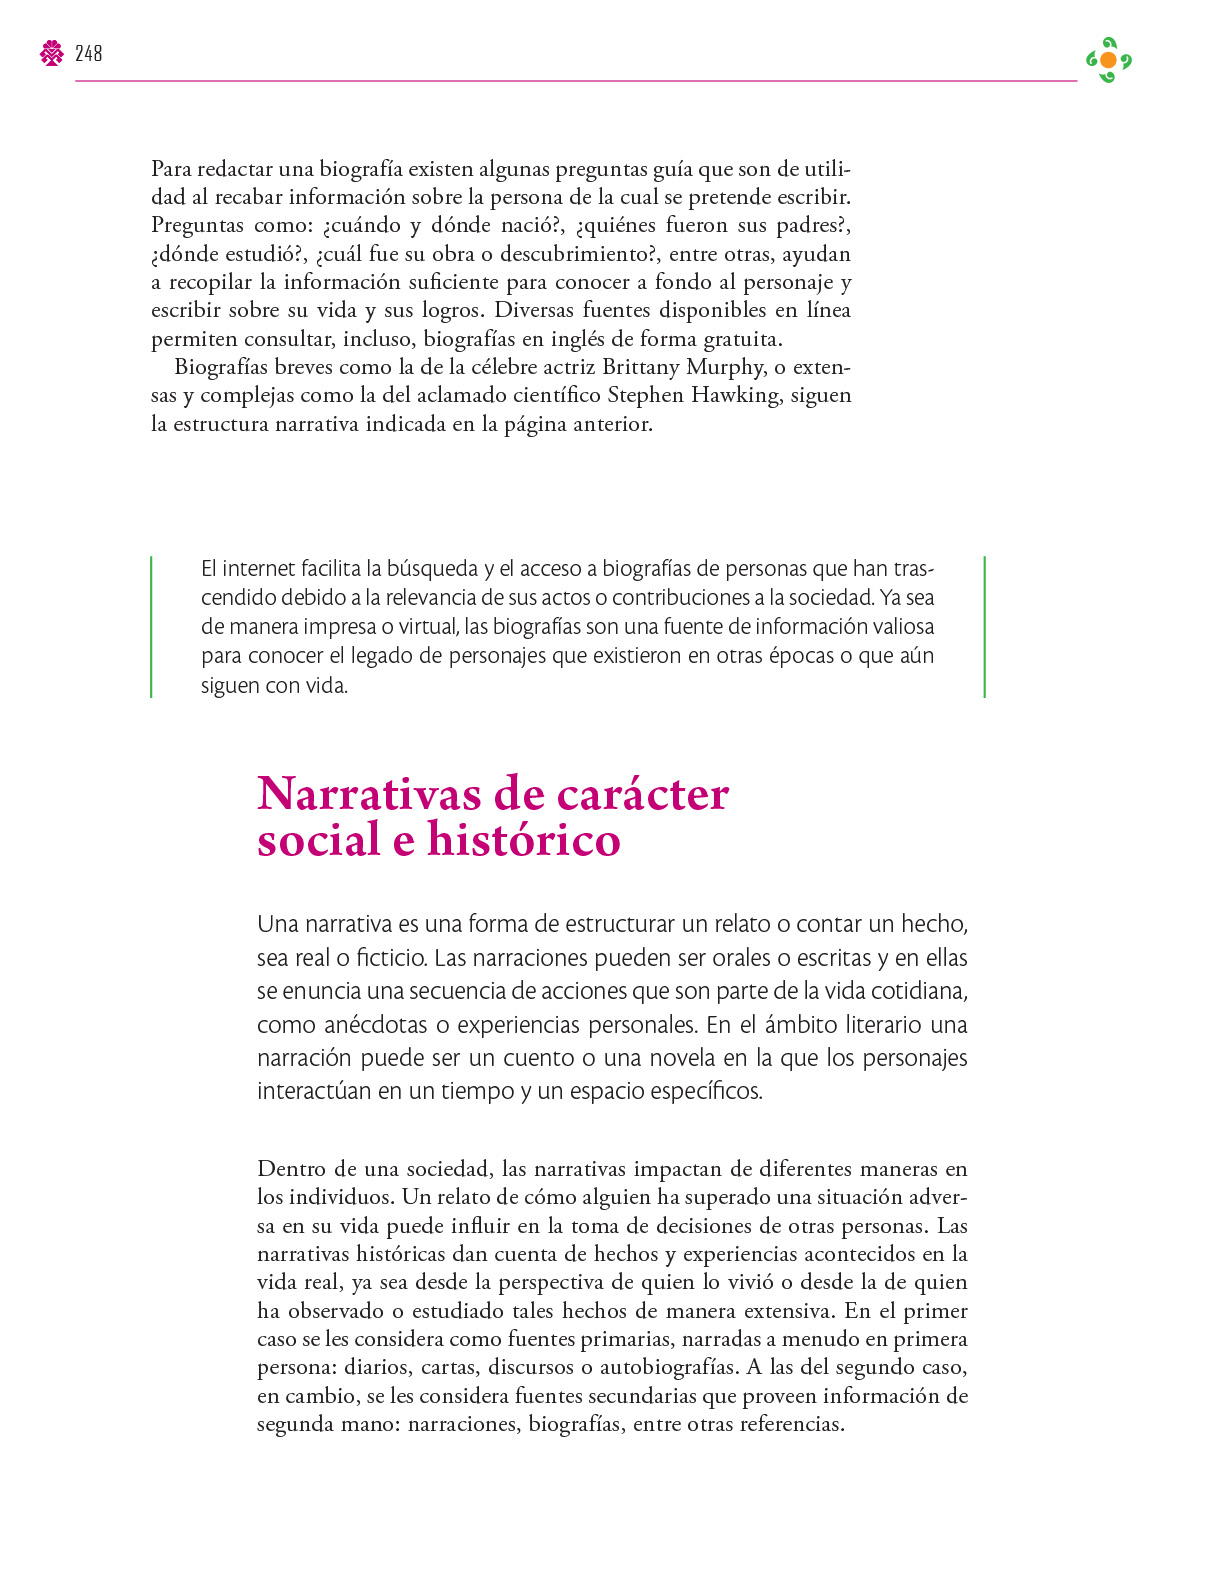 248
Para redactar una biografía existen algunas preguntas guía que son de utili-
dad al recabar información sobre la persona de la cual se pretende escribir.
Preguntas como: ¿cuándo y dónde nació?, ¿quiénes fueron sus padres?,
¿dónde estudió?, ¿cuál fue su obra o descubrimiento?, entre otras, ayudan
a recopilar la información suficiente para conocer a fondo al personaje y
escribir sobre su vida y sus logros. Diversas fuentes disponibles en línea
permiten consultar, incluso, biografías en inglés de forma gratuita.
Biografías breves como la de la célebre actriz Brittany Murphy, o exten-
sas y complejas como la del aclamado científico Stephen Hawking, siguen
la estructura narrativa indicada en la página anterior.
El internet facilita la búsqueda y el acceso a biografías de personas que han tras-
cendido debido a la relevancia de sus actos o contribuciones a la sociedad. Ya sea
de manera impresa o virtual, las biografías son una fuente de información valiosa
para conocer el legado de personajes que existieron en otras épocas o que aún
siguen con vida.
Narrativas de carácter
social e histórico
Una narrativa es una forma de estructurar un relato o contar un hecho,
sea real o ficticio. Las narraciones pueden ser orales o escritas y en ellas
se enuncia una secuencia de acciones que son parte de la vida cotidiana,
como anécdotas o experiencias personales. En el ámbito literario una
narración puede ser un cuento o una novela en la que los personajes
interactúan en un tiempo y un espacio específicos.
Dentro de una sociedad, las narrativas impactan de diferentes maneras en
los individuos. Un relato de cómo alguien ha superado una situación adver-
sa en su vida puede influir en la toma de decisiones de otras personas. Las
narrativas históricas dan cuenta de hechos y experiencias acontecidos en la
vida real, ya sea desde la perspectiva de quien lo vivió o desde la de quien
ha observado o estudiado tales hechos de manera extensiva. En el primer
caso se les considera como fuentes primarias, narradas a menudo en primera
persona: diarios, cartas, discursos o autobiografías. A las del segundo caso,
en cambio, se les considera fuentes secundarias que proveen información de
segunda mano: narraciones, biografías, entre otras referencias.